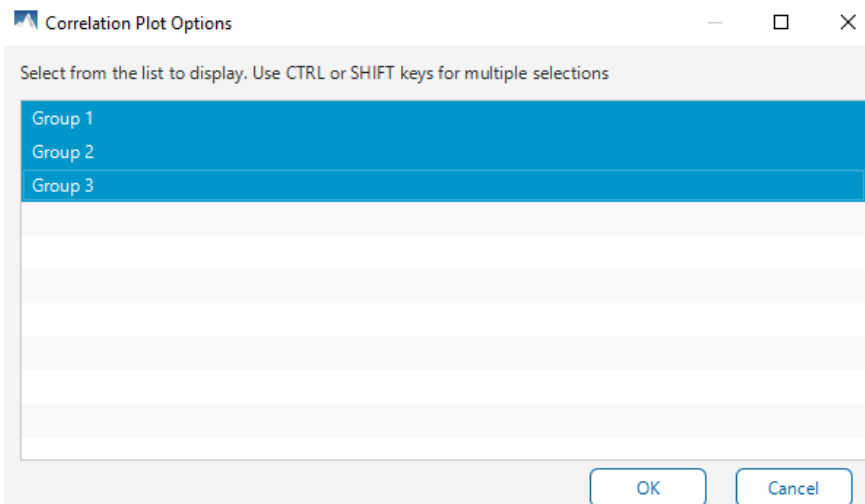 Correlation Plot Options
Select from the list to display. Use CTRL or SHIFT keys for multiple selections
Group 1
Group 2
Group 3
OK Cancel